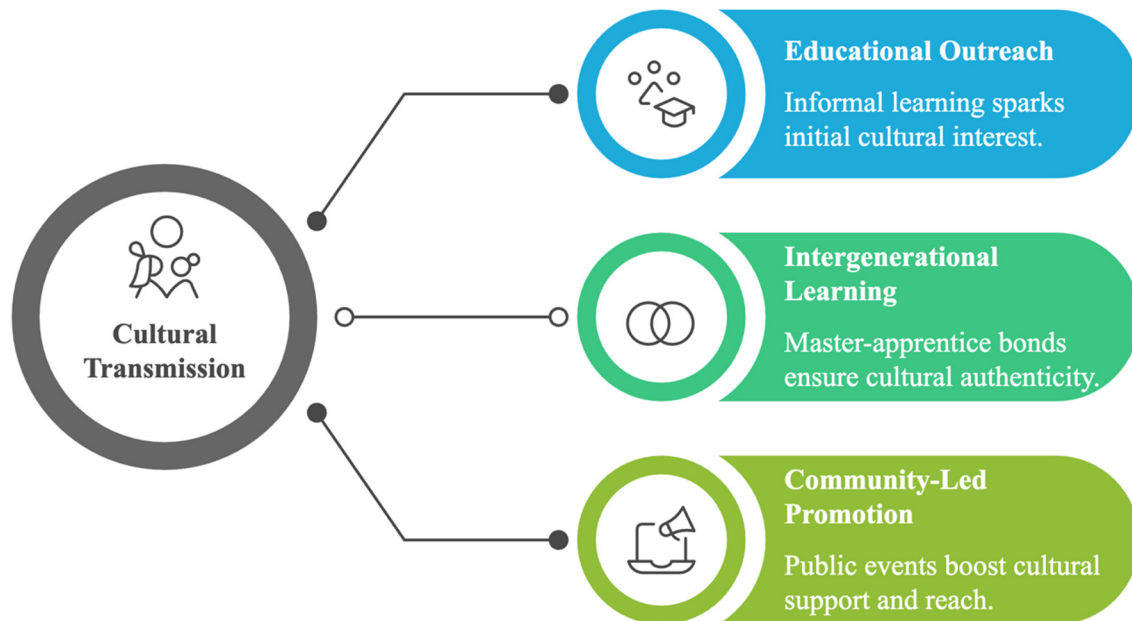 Cultural
Transmission
Educational Outreach
Informal learning sparks
initial cultural interest.
Intergenerational
Learning
Master-apprentice bonds
ensure cultural authenticity.
Community-Led
Promotion
Public events boost cultural
support and reach.